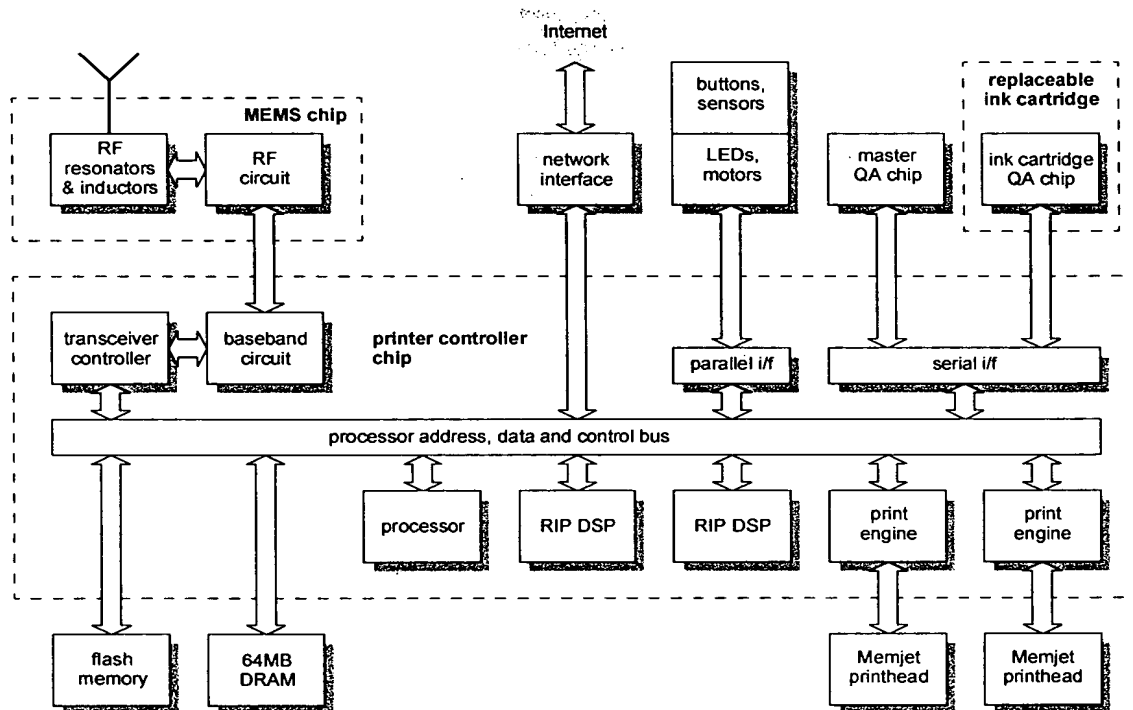 Internet
MEMS chip
RF
resonators
& inductors
RF
circuit
network
interface
buttons,
sensors
LEDs,
motors
master
QA chip
replaceable
ink cartridge
ink cartridge
QA chip
transceiver
controller
baseband
circuit
printer controller
chip
parallel i/f
serial i/f
processor address, data and control bus
processor
RIP DSP
RIP DSP
print
engine
print
engine
flash
memory
64MB
DRAM
Memjet
printhead
Memjet
printhead